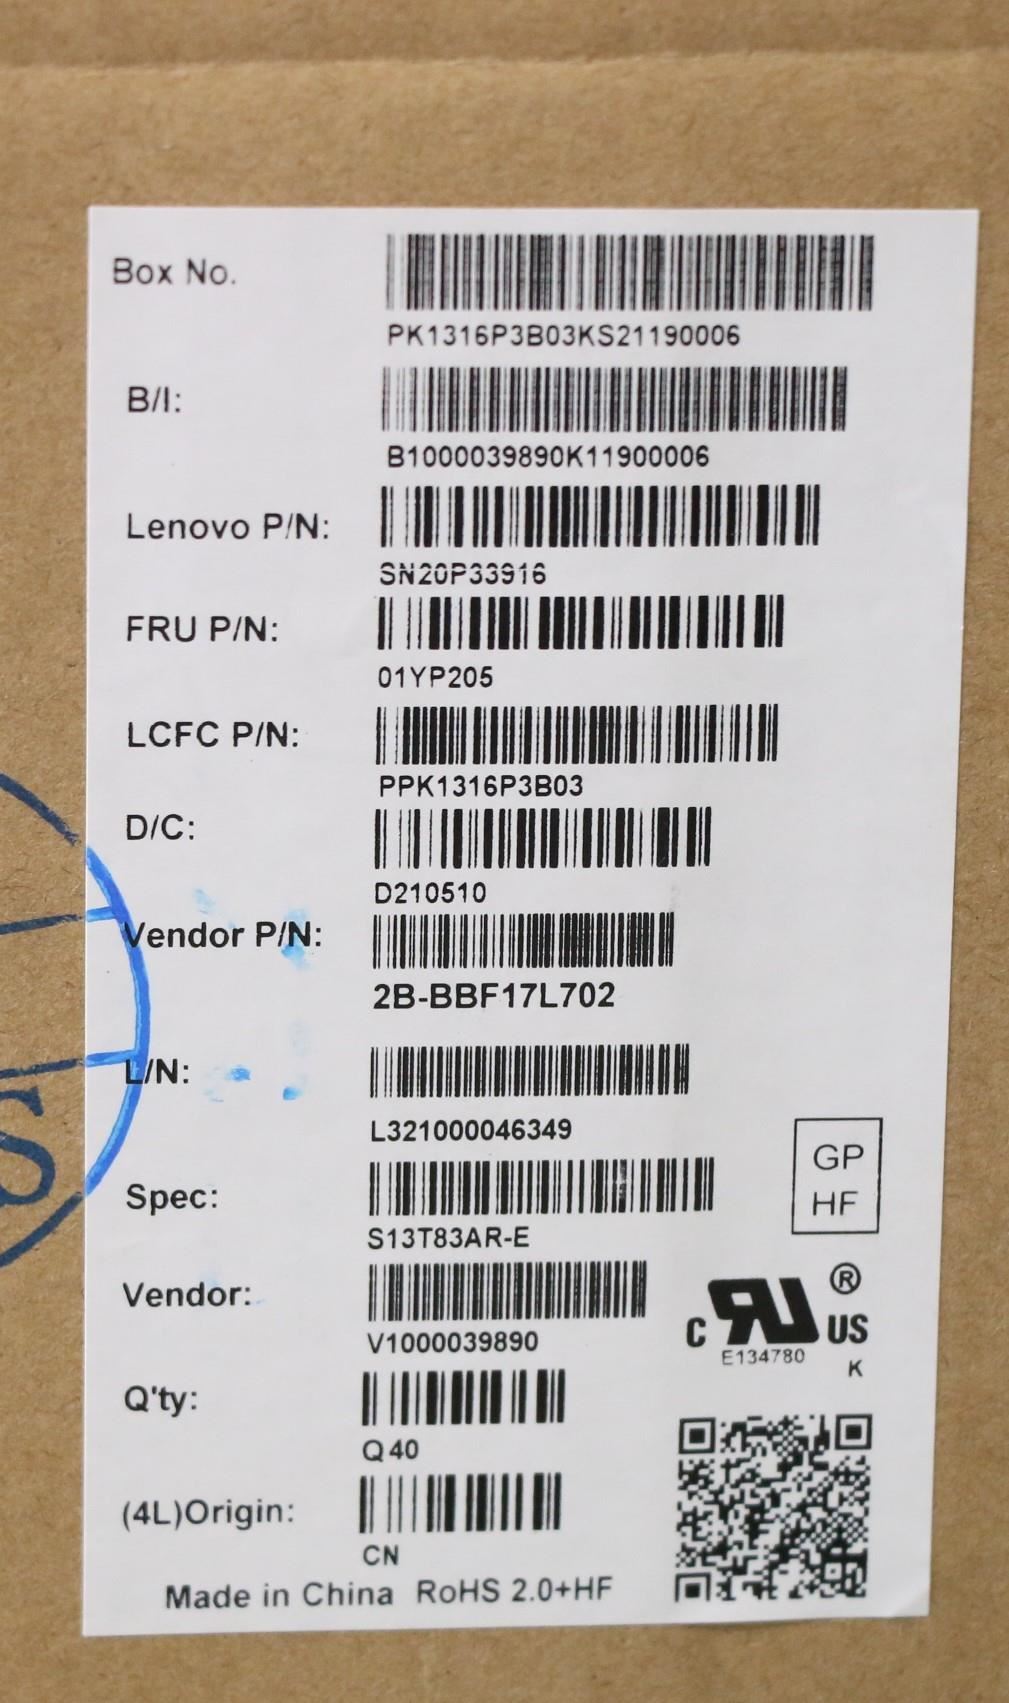 Box No.
PK1316P3B03KS21190006
B/I:
B1000039890K11900006
Lenovo P/N:
SN20P33916
FRU P/N:
01YP205
LCFC P/N:
PPK1316P3B03
D/C:
D210510
Vendor P/N:
2B-BBF17L702
L/N:
L321000046349
Spec:
S13T83AR-E
Vendor:
V1000039890
Q'ty:
Q40
(4L)Origin:
CN
Made in China RoHS 2.0+HF
GP
HF
®
C RU US
E134780
K
S